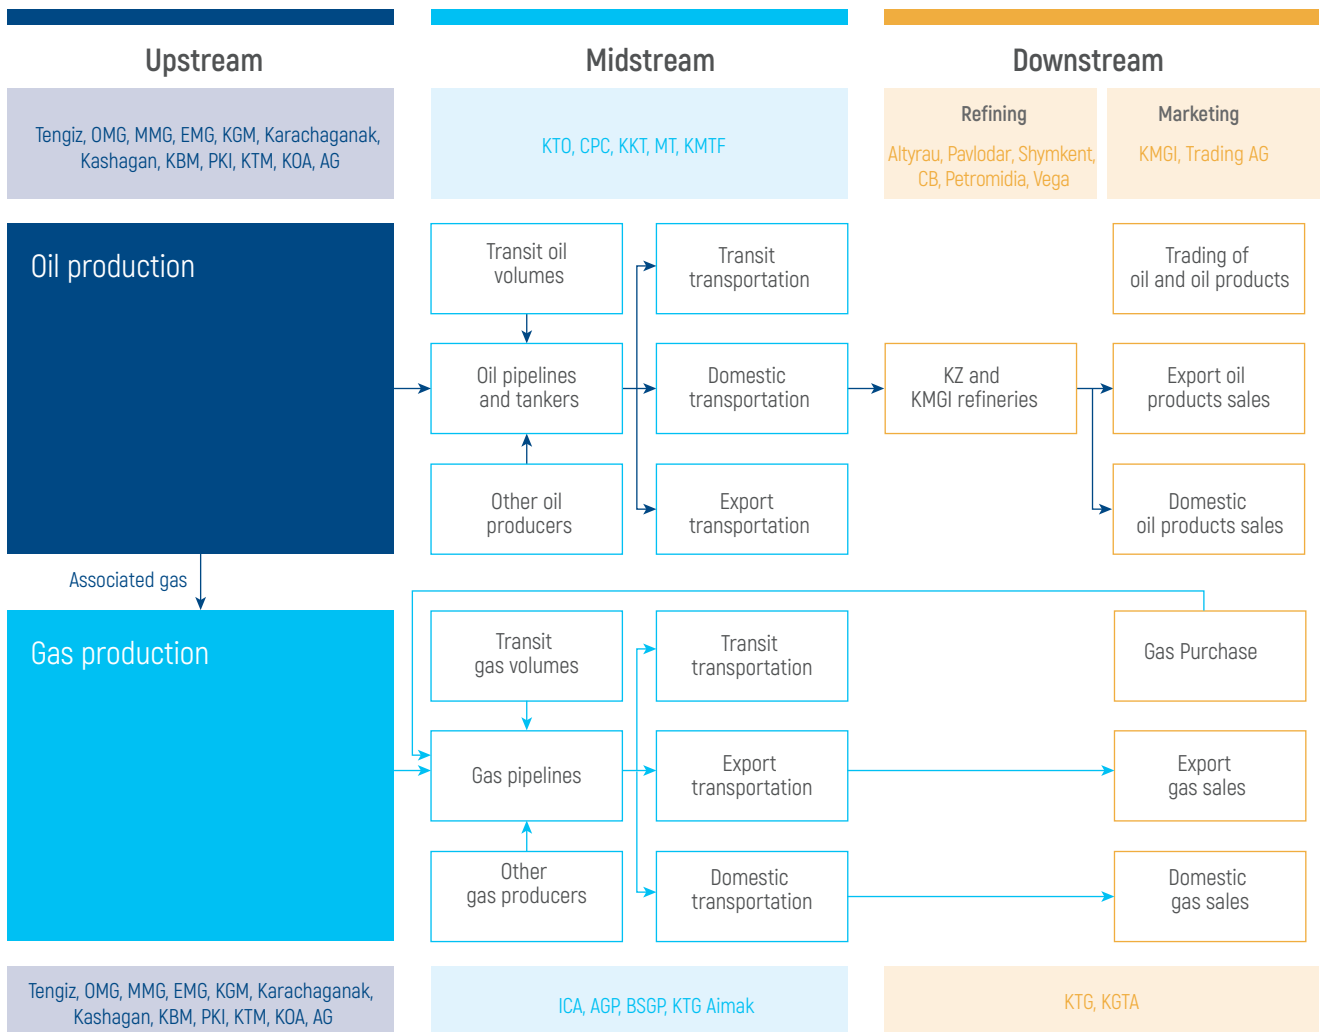 Upstream
Midstream
Downstream
Tengiz, OMG, MMG, EMG, KGM, Karachaganak,
Kashagan, KBM, PKI, KTM, KOA, AG
KTO, CPC, KKT, MT, KMTF
Refining
Altyrau, Pavlodar, Shymkent,
CB, Petromidia, Vega
Marketing
KMGI, Trading AG
Oil production
Transit oil
volumes
Transit
transportation
Trading of
oil and oil products
Oil pipelines
and tankers
Domestic
transportation
KZ and
KMGI refineries
Export oil
products sales
Other oil
producers
Export
transportation
Domestic
oil products sales
Associated gas
Gas production
Transit
gas volumes
Transit
transportation
Gas Purchase
Gas pipelines
Export
transportation
Export
gas sales
Other
gas producers
Domestic
transportation
Domestic
gas sales
Tengiz, OMG, MMG, EMG, KGM, Karachaganak,
Kashagan, KBM, PKI, KTM, KOA, AG
ICA, AGP, BSGP, KTG Aimak
KTG, KGTA